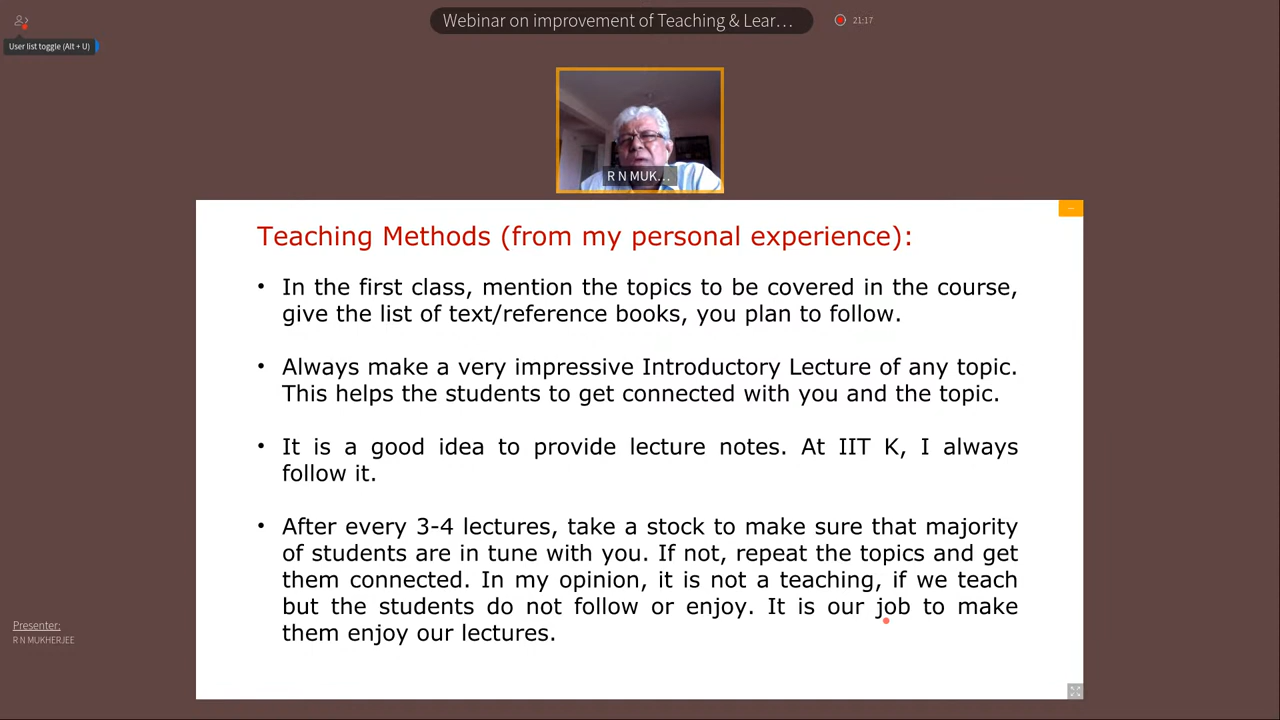 Webinar on improvement of Teaching & Lear...
21:17
User list toggle (Alt + U)
R N MUK...
Teaching Methods (from my personal experience):
• In the first class, mention the topics to be covered in the course,
give the list of text/reference books, you plan to follow.
• Always make a very impressive Introductory Lecture of any topic.
This helps the students to get connected with you and the topic.
• It is a good idea to provide lecture notes. At IIT K, I always
follow it.
• After every 3-4 lectures, take a stock to make sure that majority
of students are in tune with you. If not, repeat the topics and get
them connected. In my opinion, it is not a teaching, if we teach
but the students do not follow or enjoy. It is our job to make
them enjoy our lectures.
Presenter:
R N MUKHERJEE